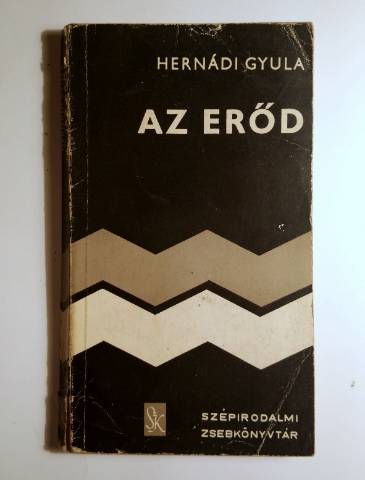 HERNÁDI GYULA
AZ ERŐD
SZK
SZÉPIRODALMI
ZSEBKÖNYVTÁR